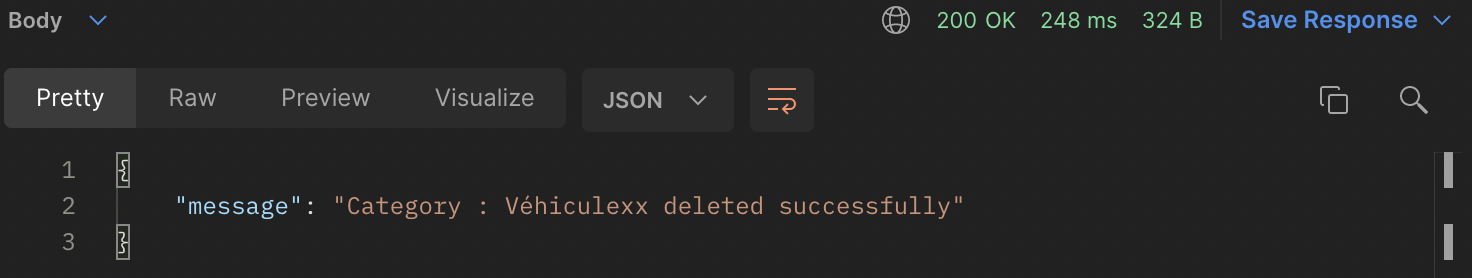 Body 200 OK 248 ms 324 B Save Response
Pretty Raw Preview Visualize JSON
1 {
2 "message": "Category : Véhiculexx deleted successfully"
3 }